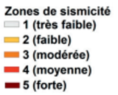 Zones de sismicité
1 (très faible)
2 (faible)
3 (modérée)
4 (moyenne)
5 (forte)